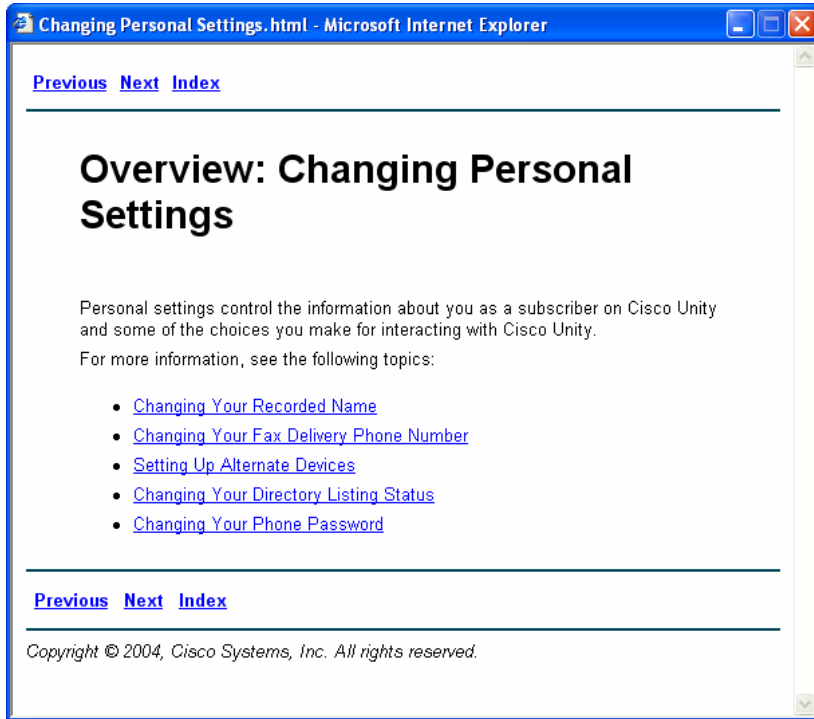 Changing Personal Settings.html - Microsoft Internet Explorer
Previous Next Index
Overview: Changing Personal
Settings
Personal settings control the information about you as a subscriber on Cisco Unity
and some of the choices you make for interacting with Cisco Unity.
For more information, see the following topics:
• Changing Your Recorded Name
• Changing Your Fax Delivery Phone Number
• Setting Up Alternate Devices
• Changing Your Directory Listing Status
• Changing Your Phone Password
Previous Next Index
Copyright © 2004, Cisco Systems, Inc. All rights reserved.